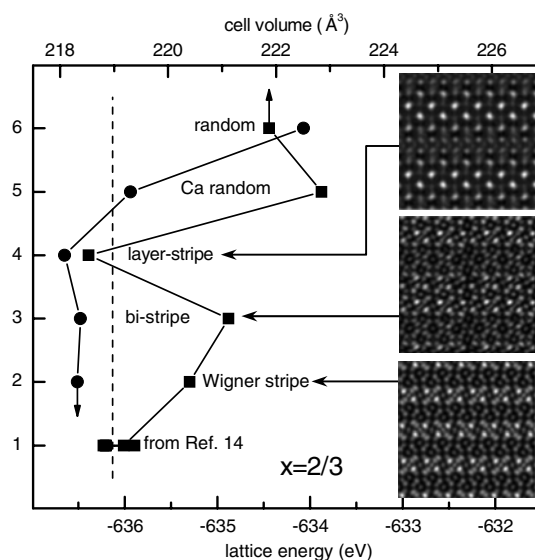 cell volume (Å³)
218 220 222 224 226
6 random
5 Ca random
4 layer-stripe
3 bi-stripe
2 Wigner stripe
1 from Ref. 14
x=2/3
-636 -635 -634 -633 -632
lattice energy (eV)